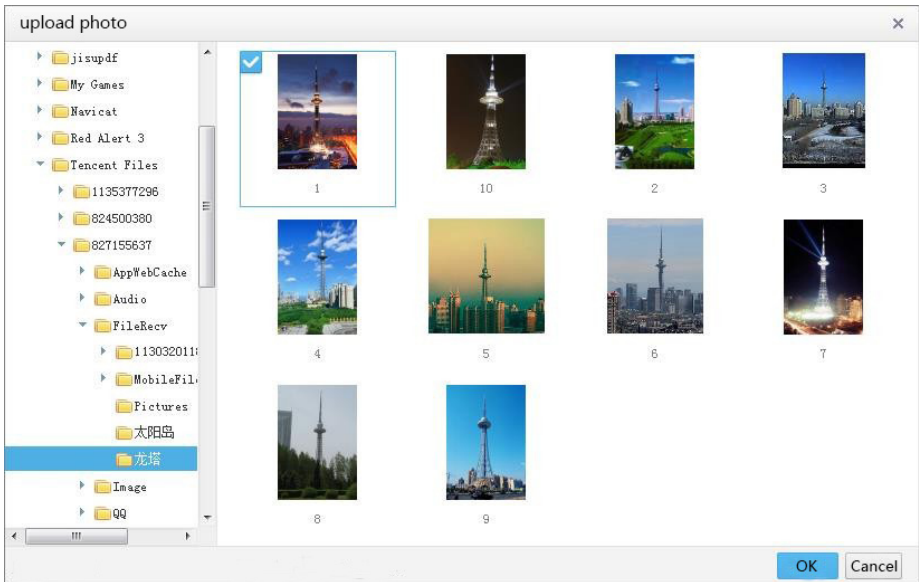 upload photo
jisupdf
My Games
Navicat
Red Alert 3
Tencent Files
1135377296
824500380
827155637
AppWebCache
Audio
FileRecv
MobileFil
Pictures
太阳岛
龙塔
Image
QQ
1
10
2
3
4
5
6
7
8
9
OK
Cancel